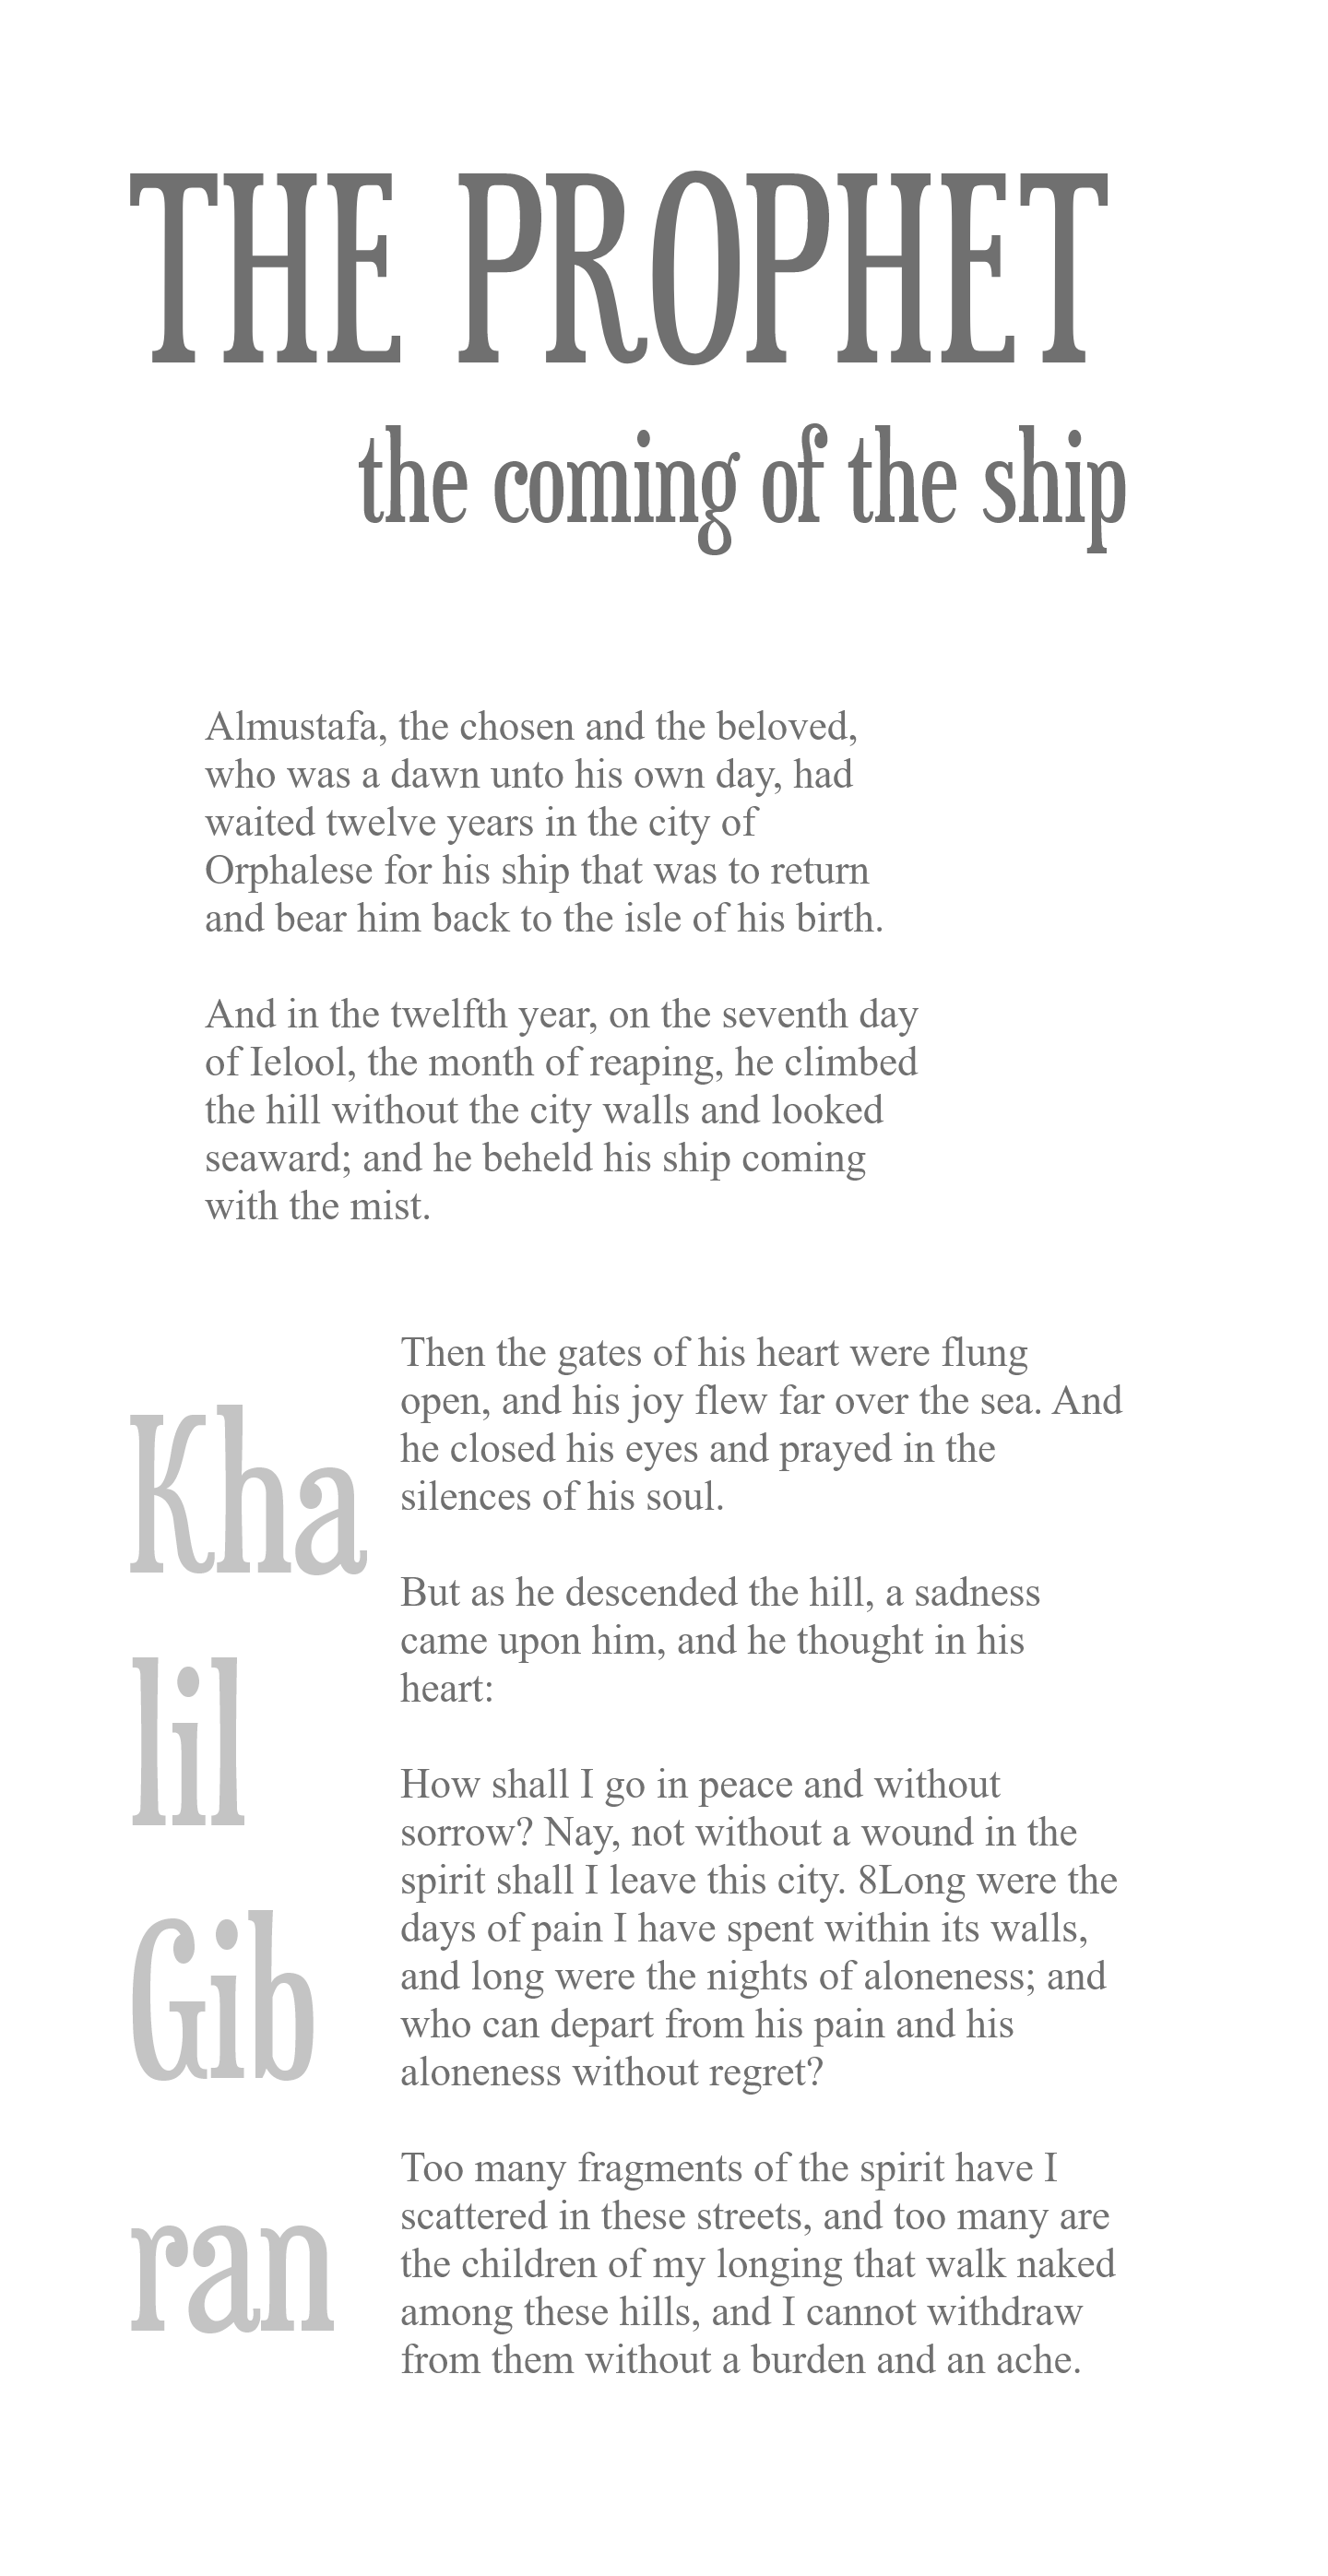 THE PROPHET
the coming of the ship
Almustafa, the chosen and the beloved,
who was a dawn unto his own day, had
waited twelve years in the city of
Orphalese for his ship that was to return
and bear him back to the isle of his birth.
And in the twelfth year, on the seventh day
of Ielool, the month of reaping, he climbed
the hill without the city walls and looked
seaward; and he beheld his ship coming
with the mist.
Kha
lil
Gib
ran
Then the gates of his heart were flung
open, and his joy flew far over the sea. And
he closed his eyes and prayed in the
silences of his soul.
But as he descended the hill, a sadness
came upon him, and he thought in his
heart:
How shall I go in peace and without
sorrow? Nay, not without a wound in the
spirit shall I leave this city. 8Long were the
days of pain I have spent within its walls,
and long were the nights of aloneness; and
who can depart from his pain and his
aloneness without regret?
Too many fragments of the spirit have I
scattered in these streets, and too many are
the children of my longing that walk naked
among these hills, and I cannot withdraw
from them without a burden and an ache.